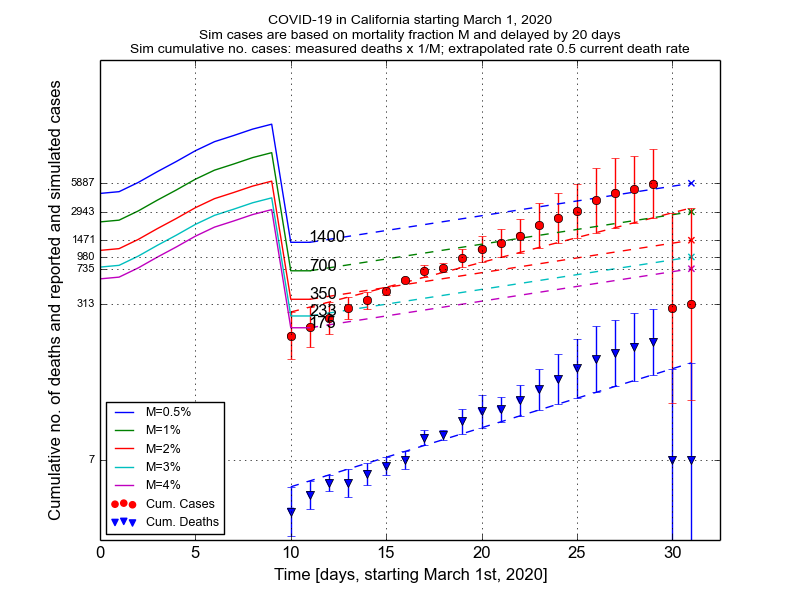 COVID-19 in California starting March 1, 2020
Sim cases are based on mortality fraction M and delayed by 20 days
Sim cumulative no. cases: measured deaths x 1/M; extrapolated rate 0.5 current death rate
Cumulative no. of deaths and reported and simulated cases
5887
2943
1471
980
735
313
7
1400
700
350
233
175
M=0.5%
M=1%
M=2%
M=3%
M=4%
Cum. Cases
Cum. Deaths
0 5 10 15 20 25 30
Time [days, starting March 1st, 2020]